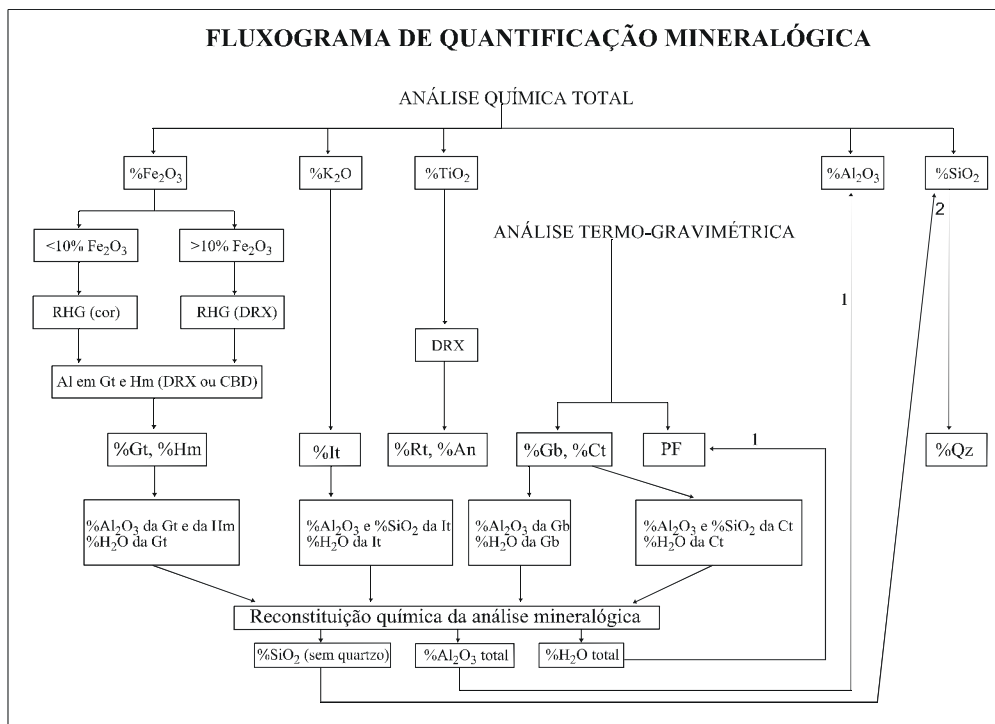 FLUXOGRAMA DE QUANTIFICAÇÃO MINERALÓGICA
ANÁLISE QUÍMICA TOTAL
%Fe₂O₃
%K₂O
%TiO₂
%Al₂O₃
%SiO₂
2
<10% Fe₂O₃
>10% Fe₂O₃
ANÁLISE TERMO-GRAVIMÉTRICA
RHG (cor)
RHG (DRX)
1
DRX
Al em Gt e Hm (DRX ou CBD)
%Gt, %Hm
%It
%Rt, %An
%Gb, %Ct
PF
1
%Qz
%Al₂O₃ da Gt e da Hm
%H₂O da Gt
%Al₂O₃ e %SiO₂ da It
%H₂O da It
%Al₂O₃ da Gb
%H₂O da Gb
%Al₂O₃ e %SiO₂ da Ct
%H₂O da Ct
Reconstituição química da análise mineralógica
%SiO₂ (sem quartzo)
%Al₂O₃ total
%H₂O total